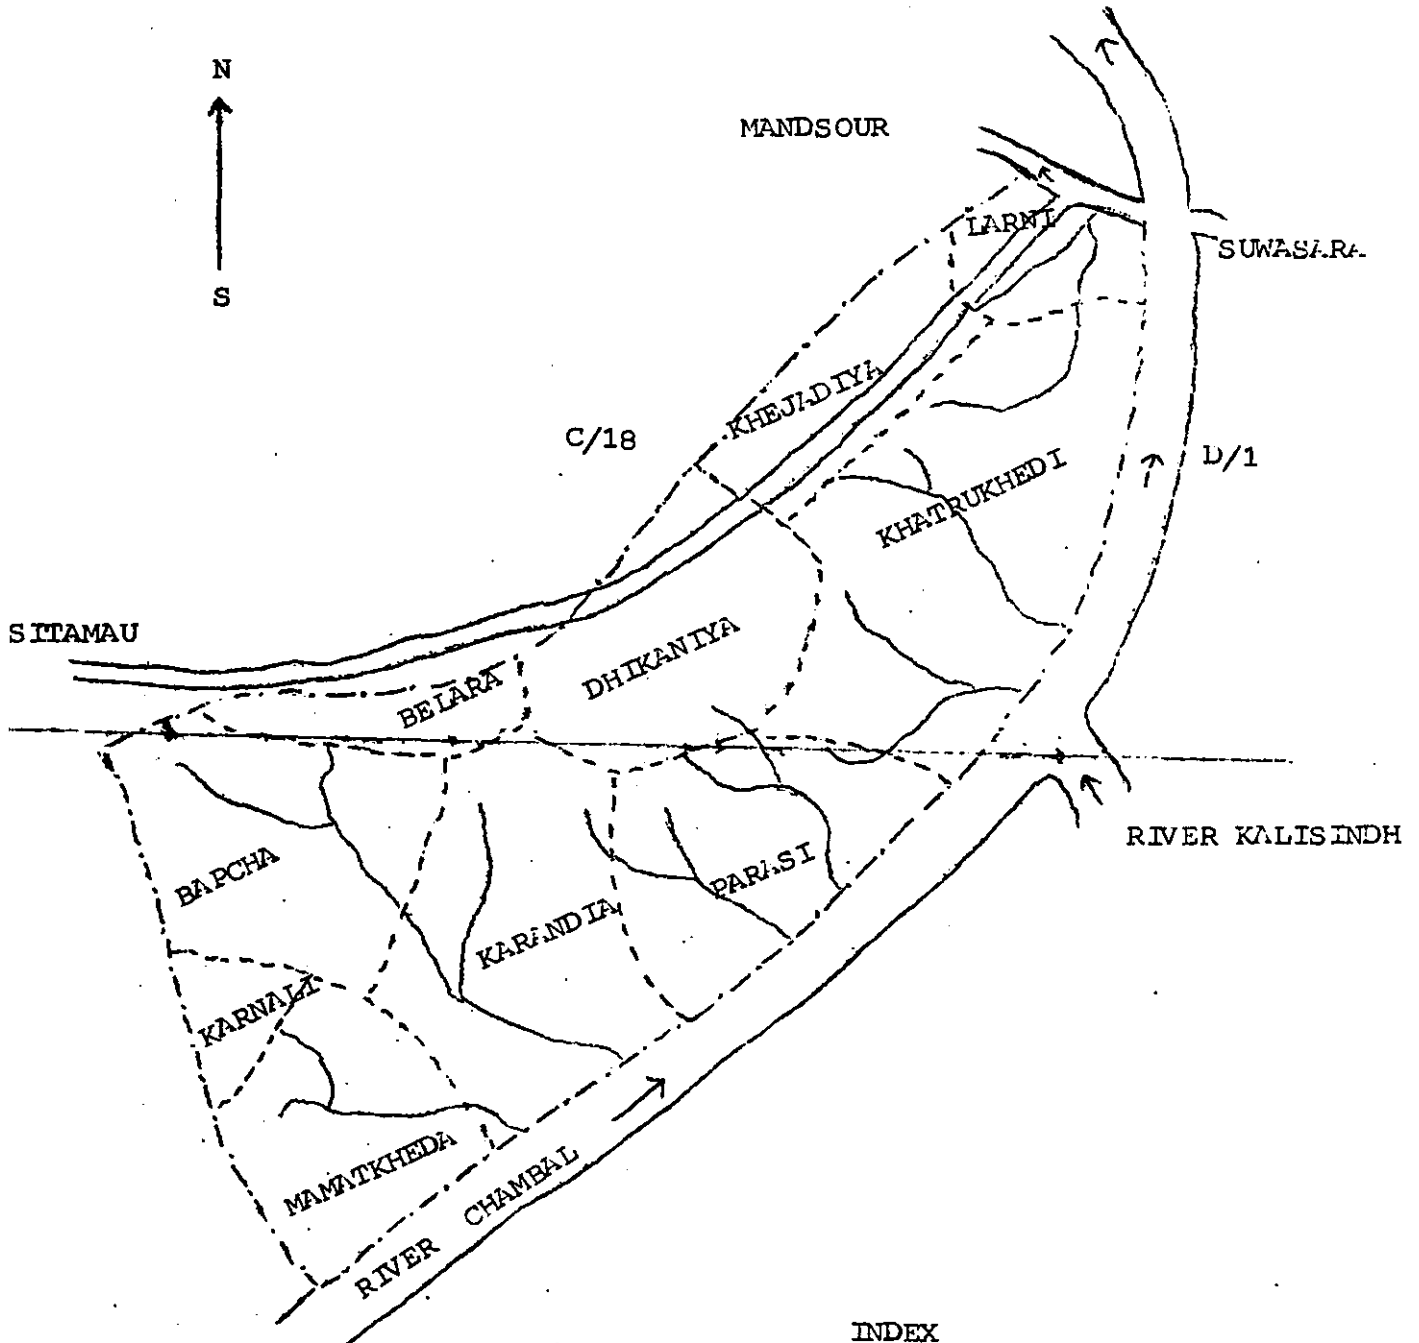 N
MANDSOUR
LARNI
SUWASARA
S
KHEJADIYA
C/18
D/1
KHATRUKHEDI
SITAMAU
DHIKANIYA
BELARA
RIVER KALISINDH
BAPCHA
PARASI
KARANDIA
KARNALI
MAMATKHEDA
RIVER CHAMBAL
INDEX